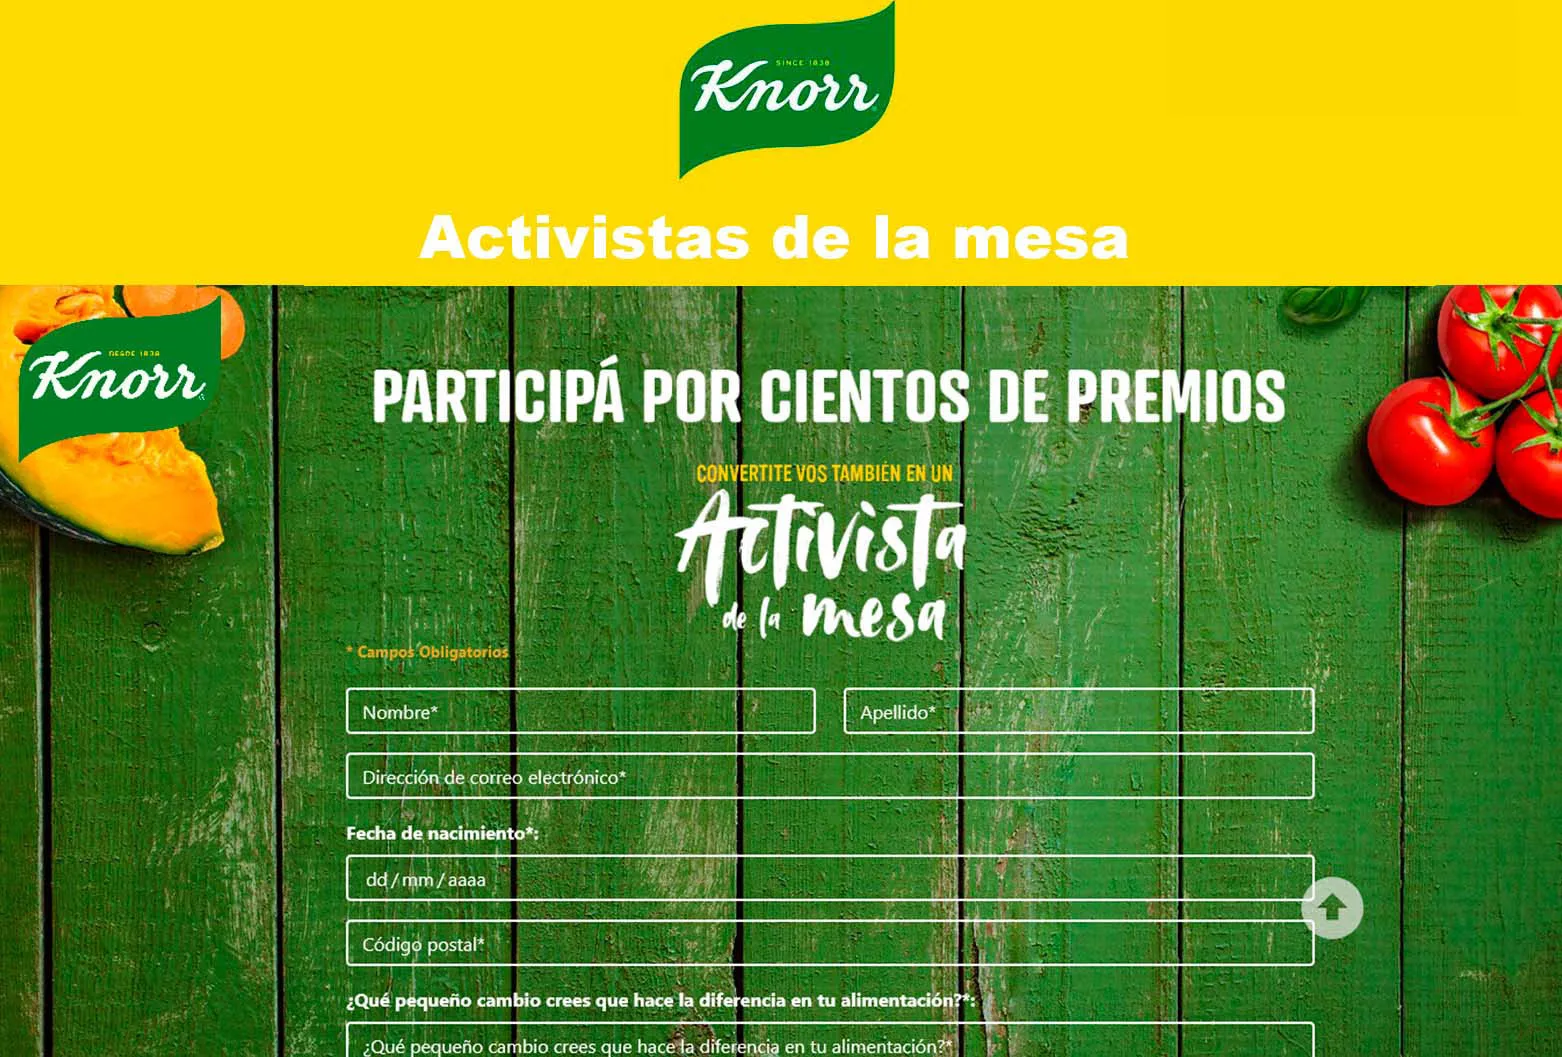 SINCE 1838
Knorr
Activistas de la mesa
DESDE 1838
Knorr
PARTICIPÁ POR CIENTOS DE PREMIOS
CONVERTITE VOS TAMBIÉN EN UN
Activista
de la mesa
* Campos Obligatorios
Nombre*
Apellido*
Dirección de correo electrónico*
Fecha de nacimiento*:
dd/mm/aaaa
Código postal*
¿Qué pequeño cambio crees que hace la diferencia en tu alimentación?*:
¿Qué pequeño cambio crees que hace la diferencia en tu alimentación?*